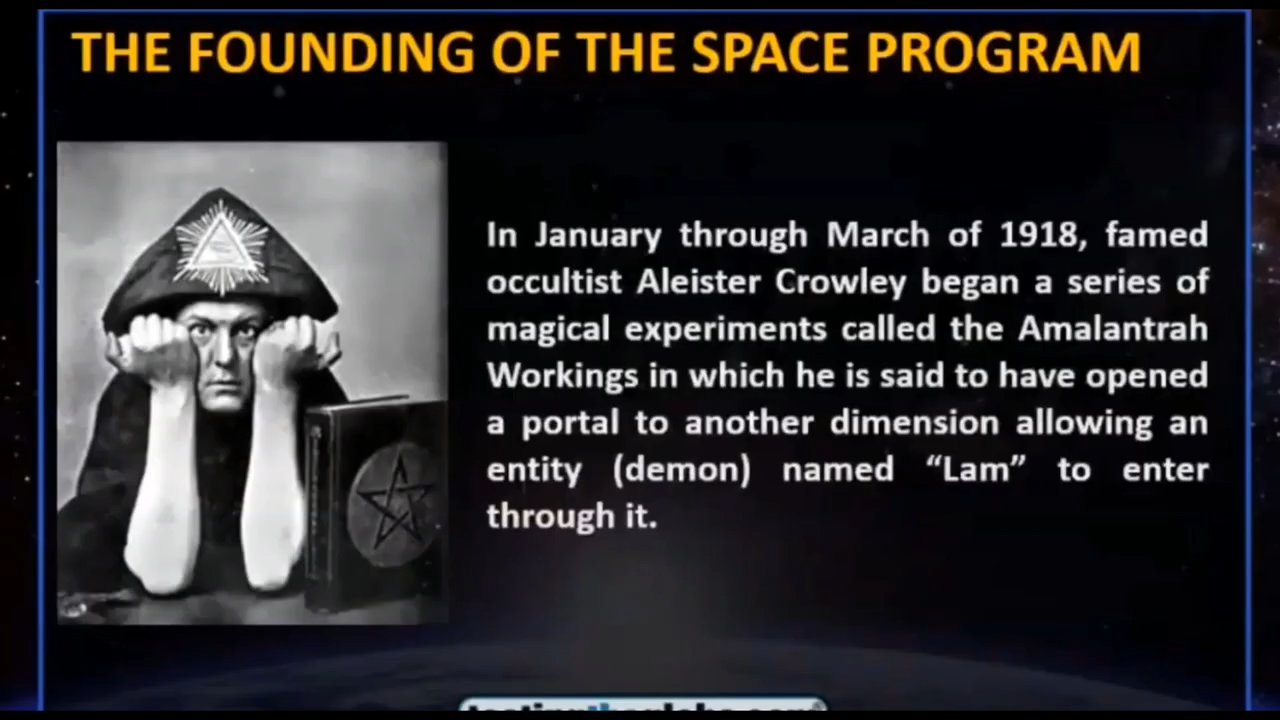 THE FOUNDING OF THE SPACE PROGRAM
In January through March of 1918, famed
occultist Aleister Crowley began a series of
magical experiments called the Amalantrah
Workings in which he is said to have opened
a portal to another dimension allowing an
entity (demon) named “Lam” to enter
through it.